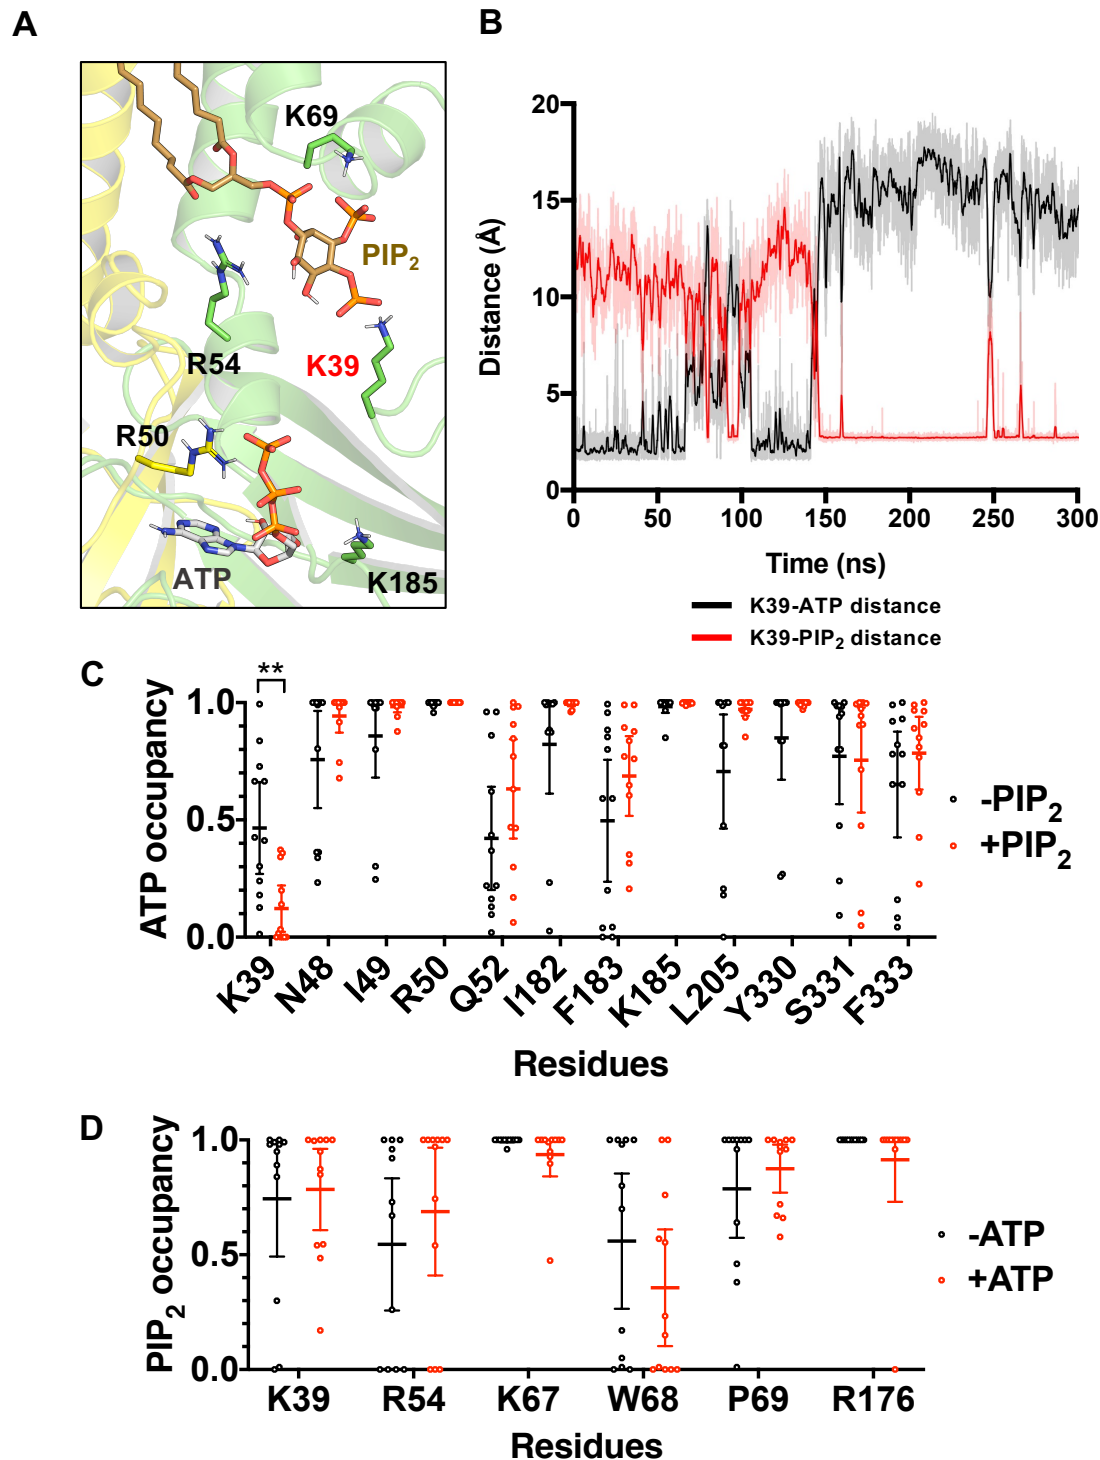 A
K69
PIP2
R54
K39
R50
ATP
K185
B
Distance (Å)
20
15
10
5
0
0 50 100 150 200 250 300
Time (ns)
K39-ATP distance
K39-PIP2 distance
C
ATP occupancy
**
1.0
0.5
0.0
K39 N48 I49 R50 Q52 I182 F183 K185 L205 Y330 S331 F333
Residues
-PIP2
+PIP2
D
PIP2 occupancy
1.0
0.5
0.0
K39 R54 K67 W68 P69 R176
Residues
-ATP
+ATP